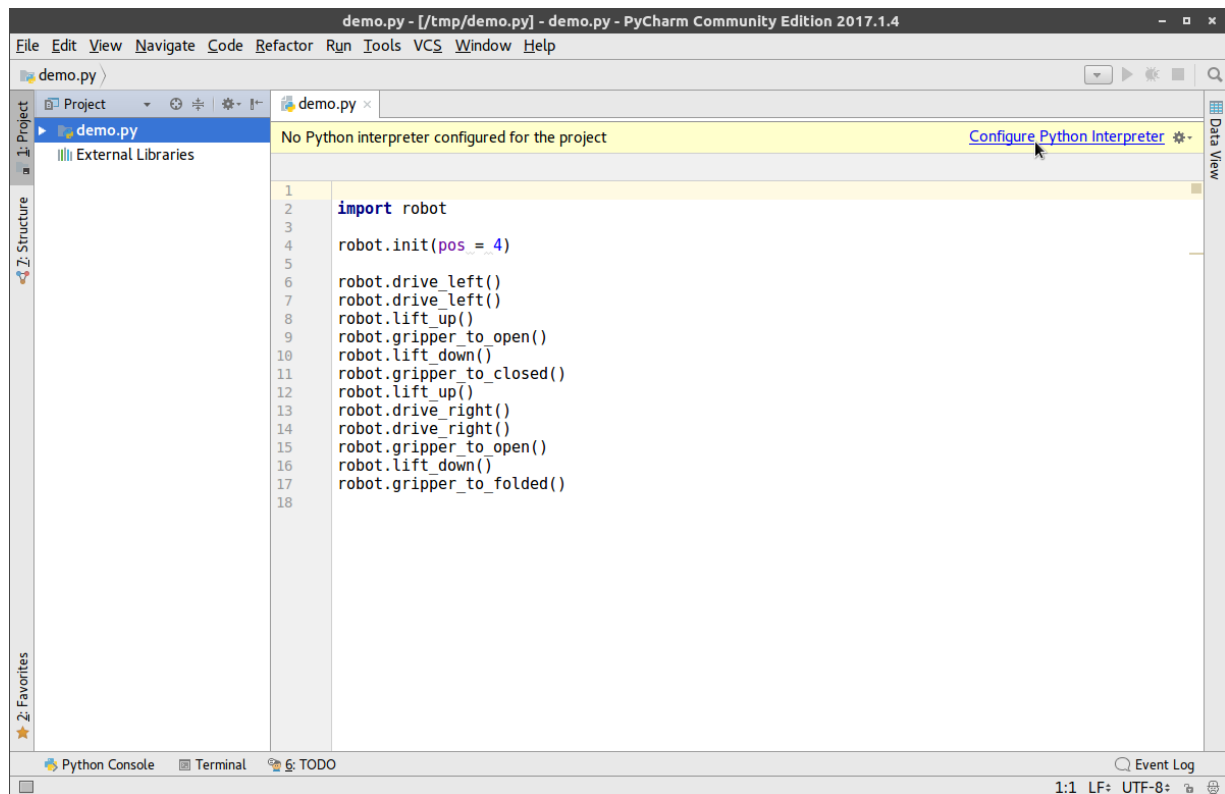 demo.py - [/tmp/demo.py] - demo.py - PyCharm Community Edition 2017.1.4
File Edit View Navigate Code Refactor Run Tools VCS Window Help
demo.py
1: Project
7: Structure
2: Favorites
Project
demo.py
External Libraries
demo.py
No Python interpreter configured for the project
Configure Python Interpreter
1
2 import robot
3
4 robot.init(pos = 4)
5
6 robot.drive_left()
7 robot.drive_left()
8 robot.lift_up()
9 robot.gripper_to_open()
10 robot.lift_down()
11 robot.gripper_to_closed()
12 robot.lift_up()
13 robot.drive_right()
14 robot.drive_right()
15 robot.gripper_to_open()
16 robot.lift_down()
17 robot.gripper_to_folded()
18
Data View
Python Console Terminal 6: TODO Event Log
1:1 LF÷ UTF-8÷